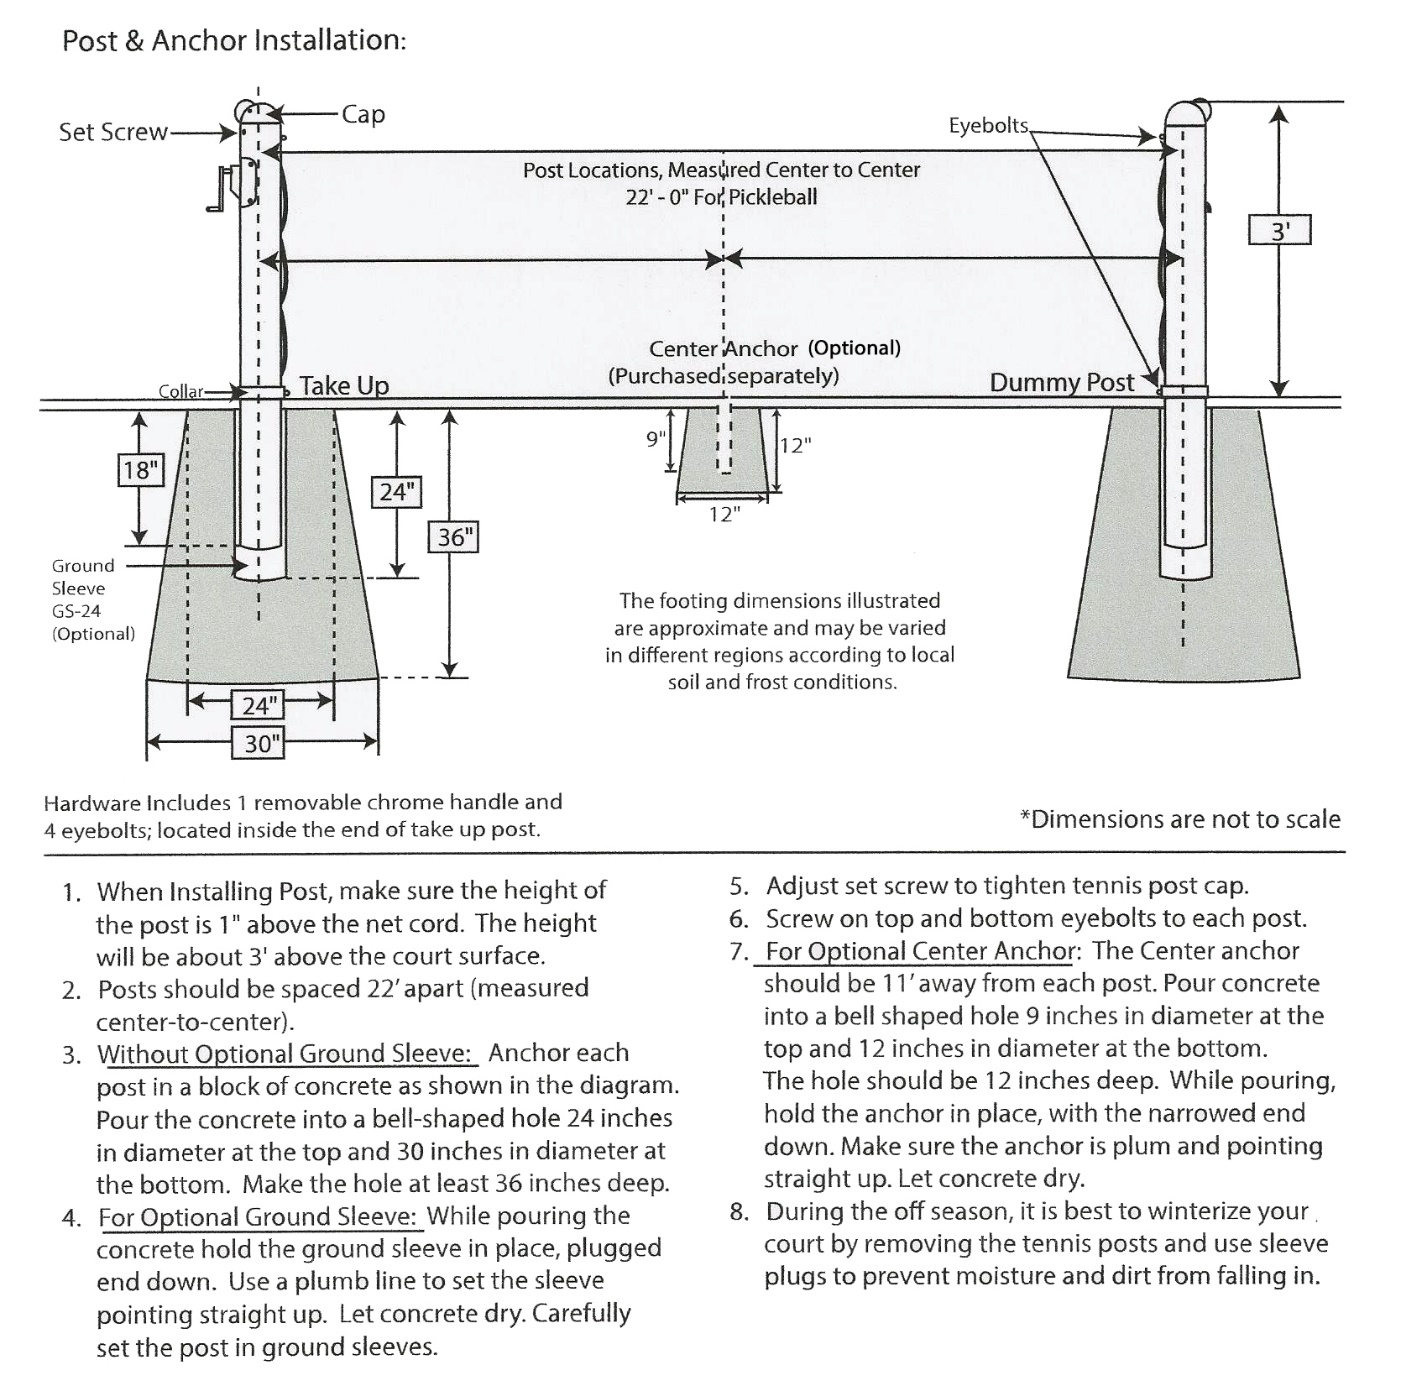 Post & Anchor Installation:
Cap
Set Screw
Eyebolts
Post Locations, Measured Center to Center
22' - 0" For Pickleball
3'
Center Anchor (Optional)
(Purchased separately)
Collar
Take Up
Dummy Post
18"
24"
36"
9"
12"
12"
Ground
Sleeve
GS-24
(Optional)
The footing dimensions illustrated
are approximate and may be varied
in different regions according to local
soil and frost conditions.
24"
30"
Hardware Includes 1 removable chrome handle and
4 eyebolts; located inside the end of take up post.
*Dimensions are not to scale
1. When Installing Post, make sure the height of
the post is 1" above the net cord. The height
will be about 3' above the court surface.
2. Posts should be spaced 22' apart (measured
center-to-center).
3. Without Optional Ground Sleeve: Anchor each
post in a block of concrete as shown in the diagram.
Pour the concrete into a bell-shaped hole 24 inches
in diameter at the top and 30 inches in diameter at
the bottom. Make the hole at least 36 inches deep.
4. For Optional Ground Sleeve: While pouring the
concrete hold the ground sleeve in place, plugged
end down. Use a plumb line to set the sleeve
pointing straight up. Let concrete dry. Carefully
set the post in ground sleeves.
5. Adjust set screw to tighten tennis post cap.
6. Screw on top and bottom eyebolts to each post.
7. For Optional Center Anchor: The Center anchor
should be 11' away from each post. Pour concrete
into a bell shaped hole 9 inches in diameter at the
top and 12 inches in diameter at the bottom.
The hole should be 12 inches deep. While pouring,
hold the anchor in place, with the narrowed end
down. Make sure the anchor is plum and pointing
straight up. Let concrete dry.
8. During the off season, it is best to winterize your
court by removing the tennis posts and use sleeve
plugs to prevent moisture and dirt from falling in.